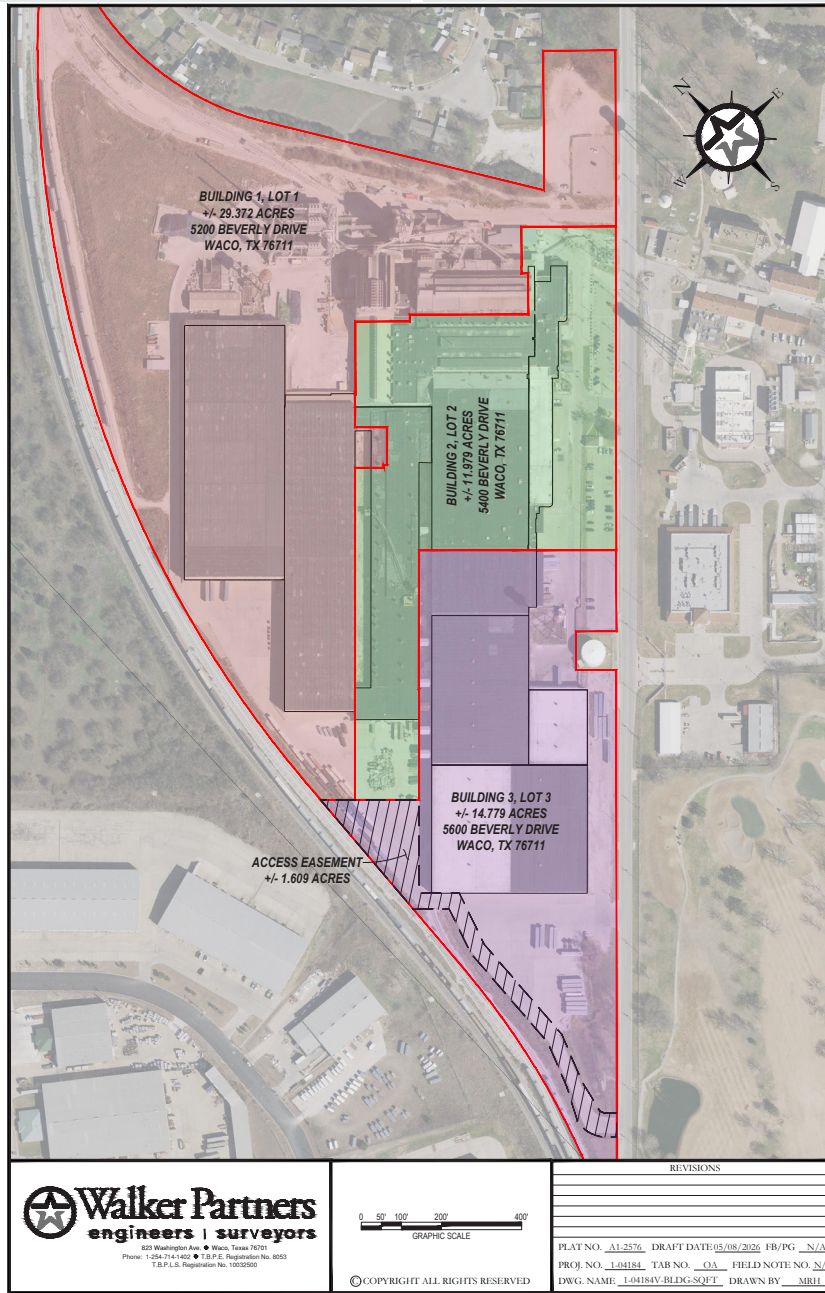 N
E
W
S
BUILDING 1, LOT 1
+/- 29.372 ACRES
5200 BEVERLY DRIVE
WACO, TX 76711
BUILDING 2, LOT 2
+/- 11.979 ACRES
5400 BEVERLY DRIVE
WACO, TX 76711
BUILDING 3, LOT 3
+/- 14.779 ACRES
5600 BEVERLY DRIVE
WACO, TX 76711
ACCESS EASEMENT
+/- 1.609 ACRES
Walker Partners
engineers | surveyors
823 Washington Ave. ◆ Waco, Texas 76701
Phone: 1-254-714-1402 ◆ T.B.P.E. Registration No. 8053
T.B.P.L.S. Registration No. 10032500
0 50' 100' 200' 400'
GRAPHIC SCALE
© COPYRIGHT ALL RIGHTS RESERVED
REVISIONS
PLAT NO. A1-2576 DRAFT DATE 05/08/2026 FB/PG N/A
PROJ. NO. 1-04184 TAB NO. OA FIELD NOTE NO. N/
DWG. NAME 1-04184V-BLDG-SQFT DRAWN BY MRH